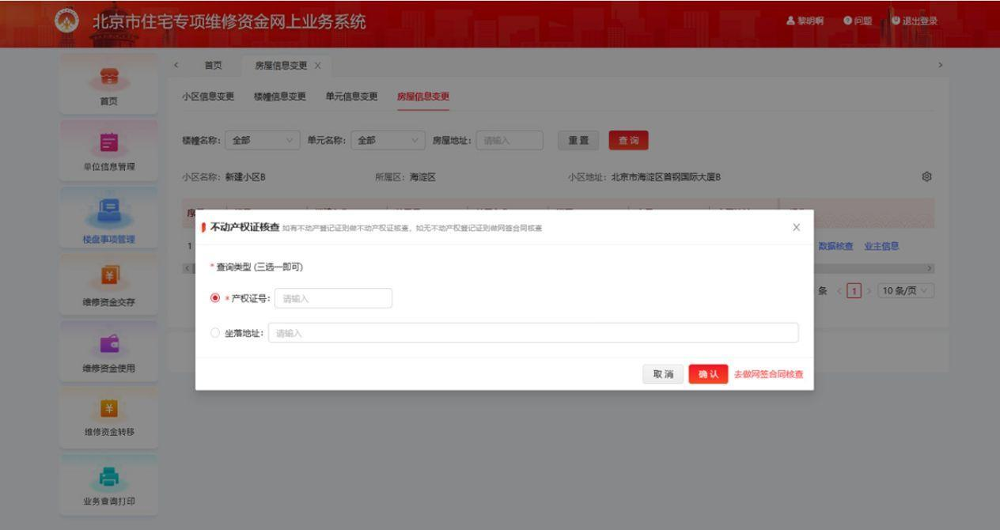 北京市住宅专项维修资金网上业务系统
黎明啊 问题 退出登录
首页 房屋信息变更
首页
小区信息变更 楼幢信息变更 单元信息变更 房屋信息变更
楼幢名称: 全部 单元名称: 全部 房屋地址: 请输入 重置 查询
单位信息管理
小区名称: 新建小区B 所属区: 海淀区 小区地址: 北京市海淀区首钢国际大厦B
不动产权证核查 如有不动产登记证则做不动产权证核查，如无不动产权登记证则做网签合同核查
楼盘事项管理
1 数据核查 业主信息
* 查询类型 (三选一即可)
条 1 10 条/页
* 产权证号: 请输入
维修资金交存
坐落地址: 请输入
维修资金使用
取消 确认 去做网签合同核查
维修资金转移
业务查询打印